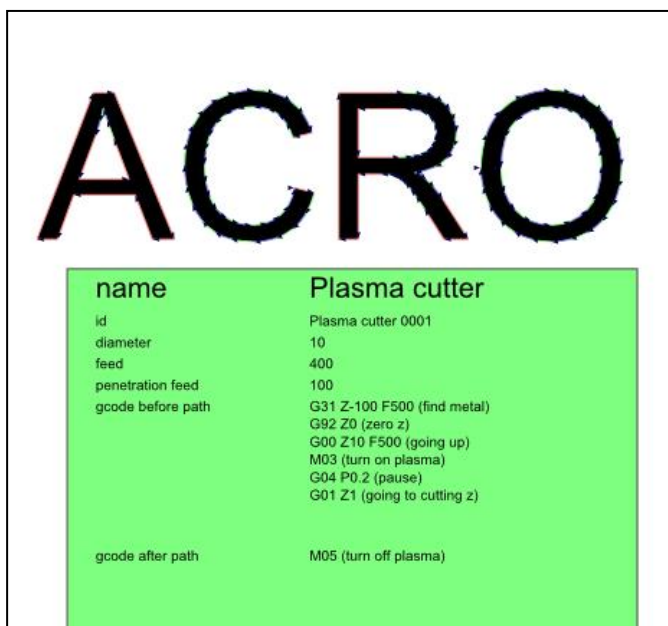 ACRO
name Plasma cutter
id Plasma cutter 0001
diameter 10
feed 400
penetration feed 100
gcode before path G31 Z-100 F500 (find metal)
G92 Z0 (zero z)
G00 Z10 F500 (going up)
M03 (turn on plasma)
G04 P0.2 (pause)
G01 Z1 (going to cutting z)
gcode after path M05 (turn off plasma)